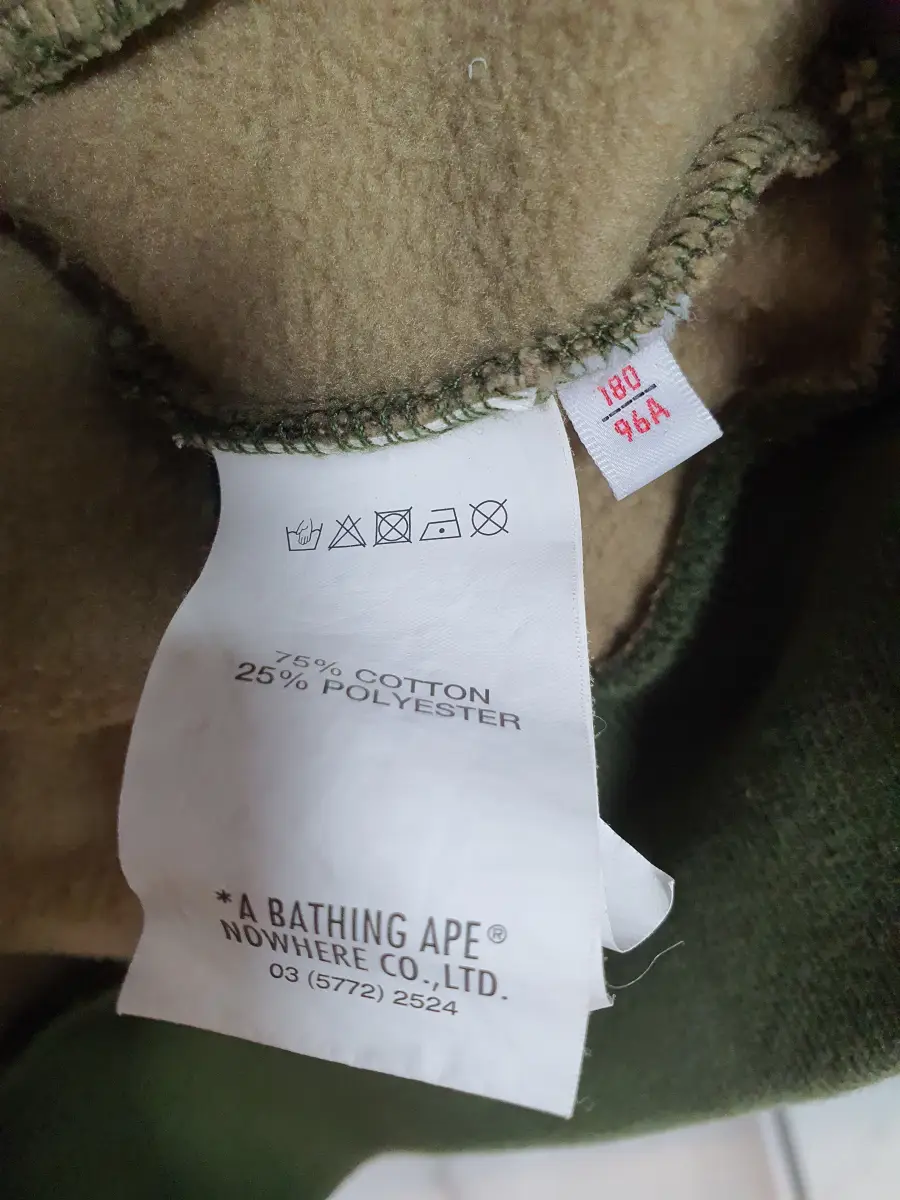 180
96A
75% COTTON
25% POLYESTER
*A BATHING APE®
NOWHERE CO.,LTD.
03 (5772) 2524